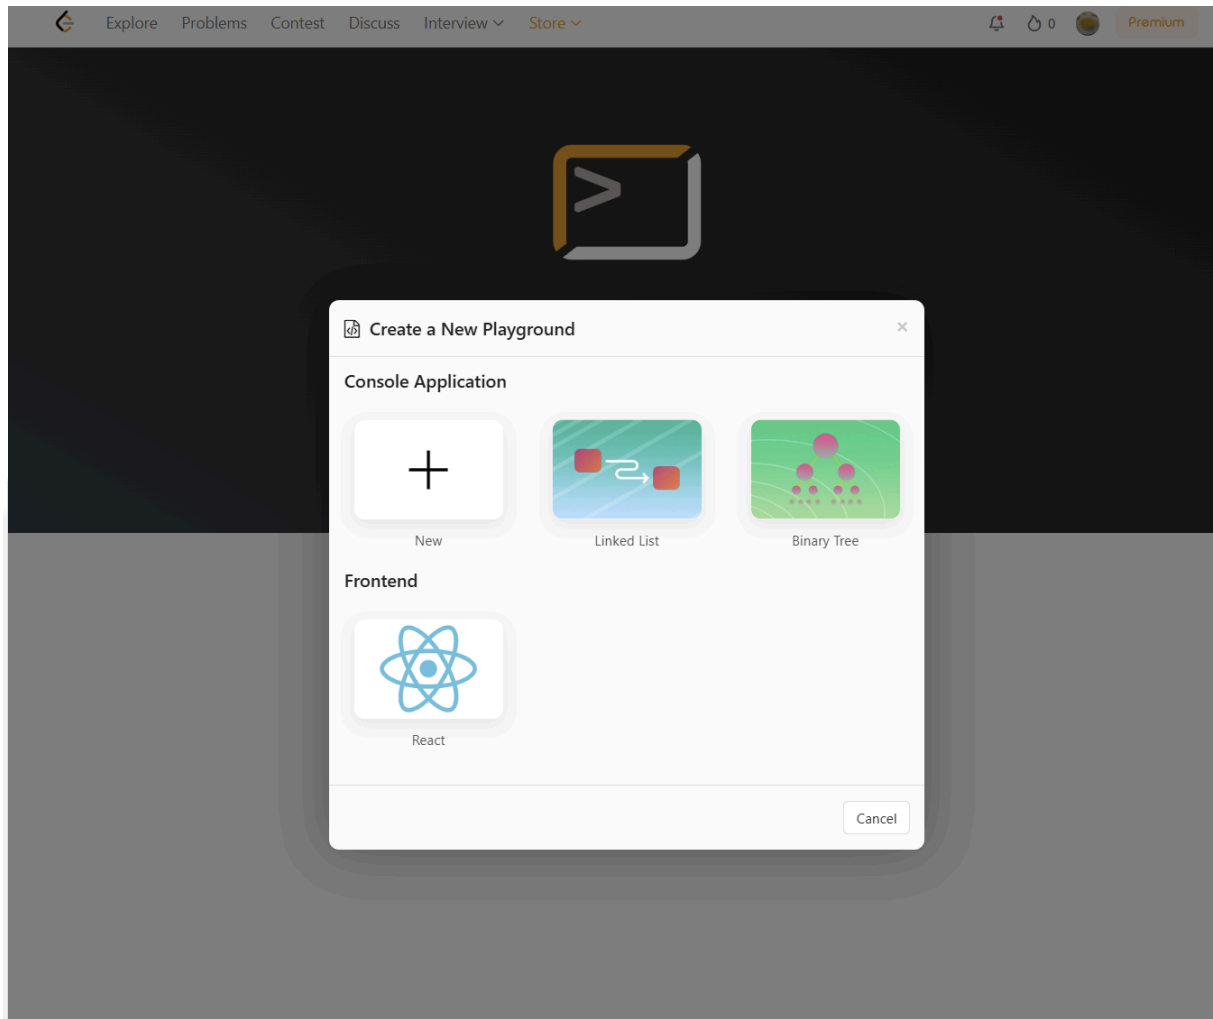 Explore Problems Contest Discuss Interview Store 0 Premium
Create a New Playground
Console Application
New Linked List Binary Tree
Frontend
React
Cancel